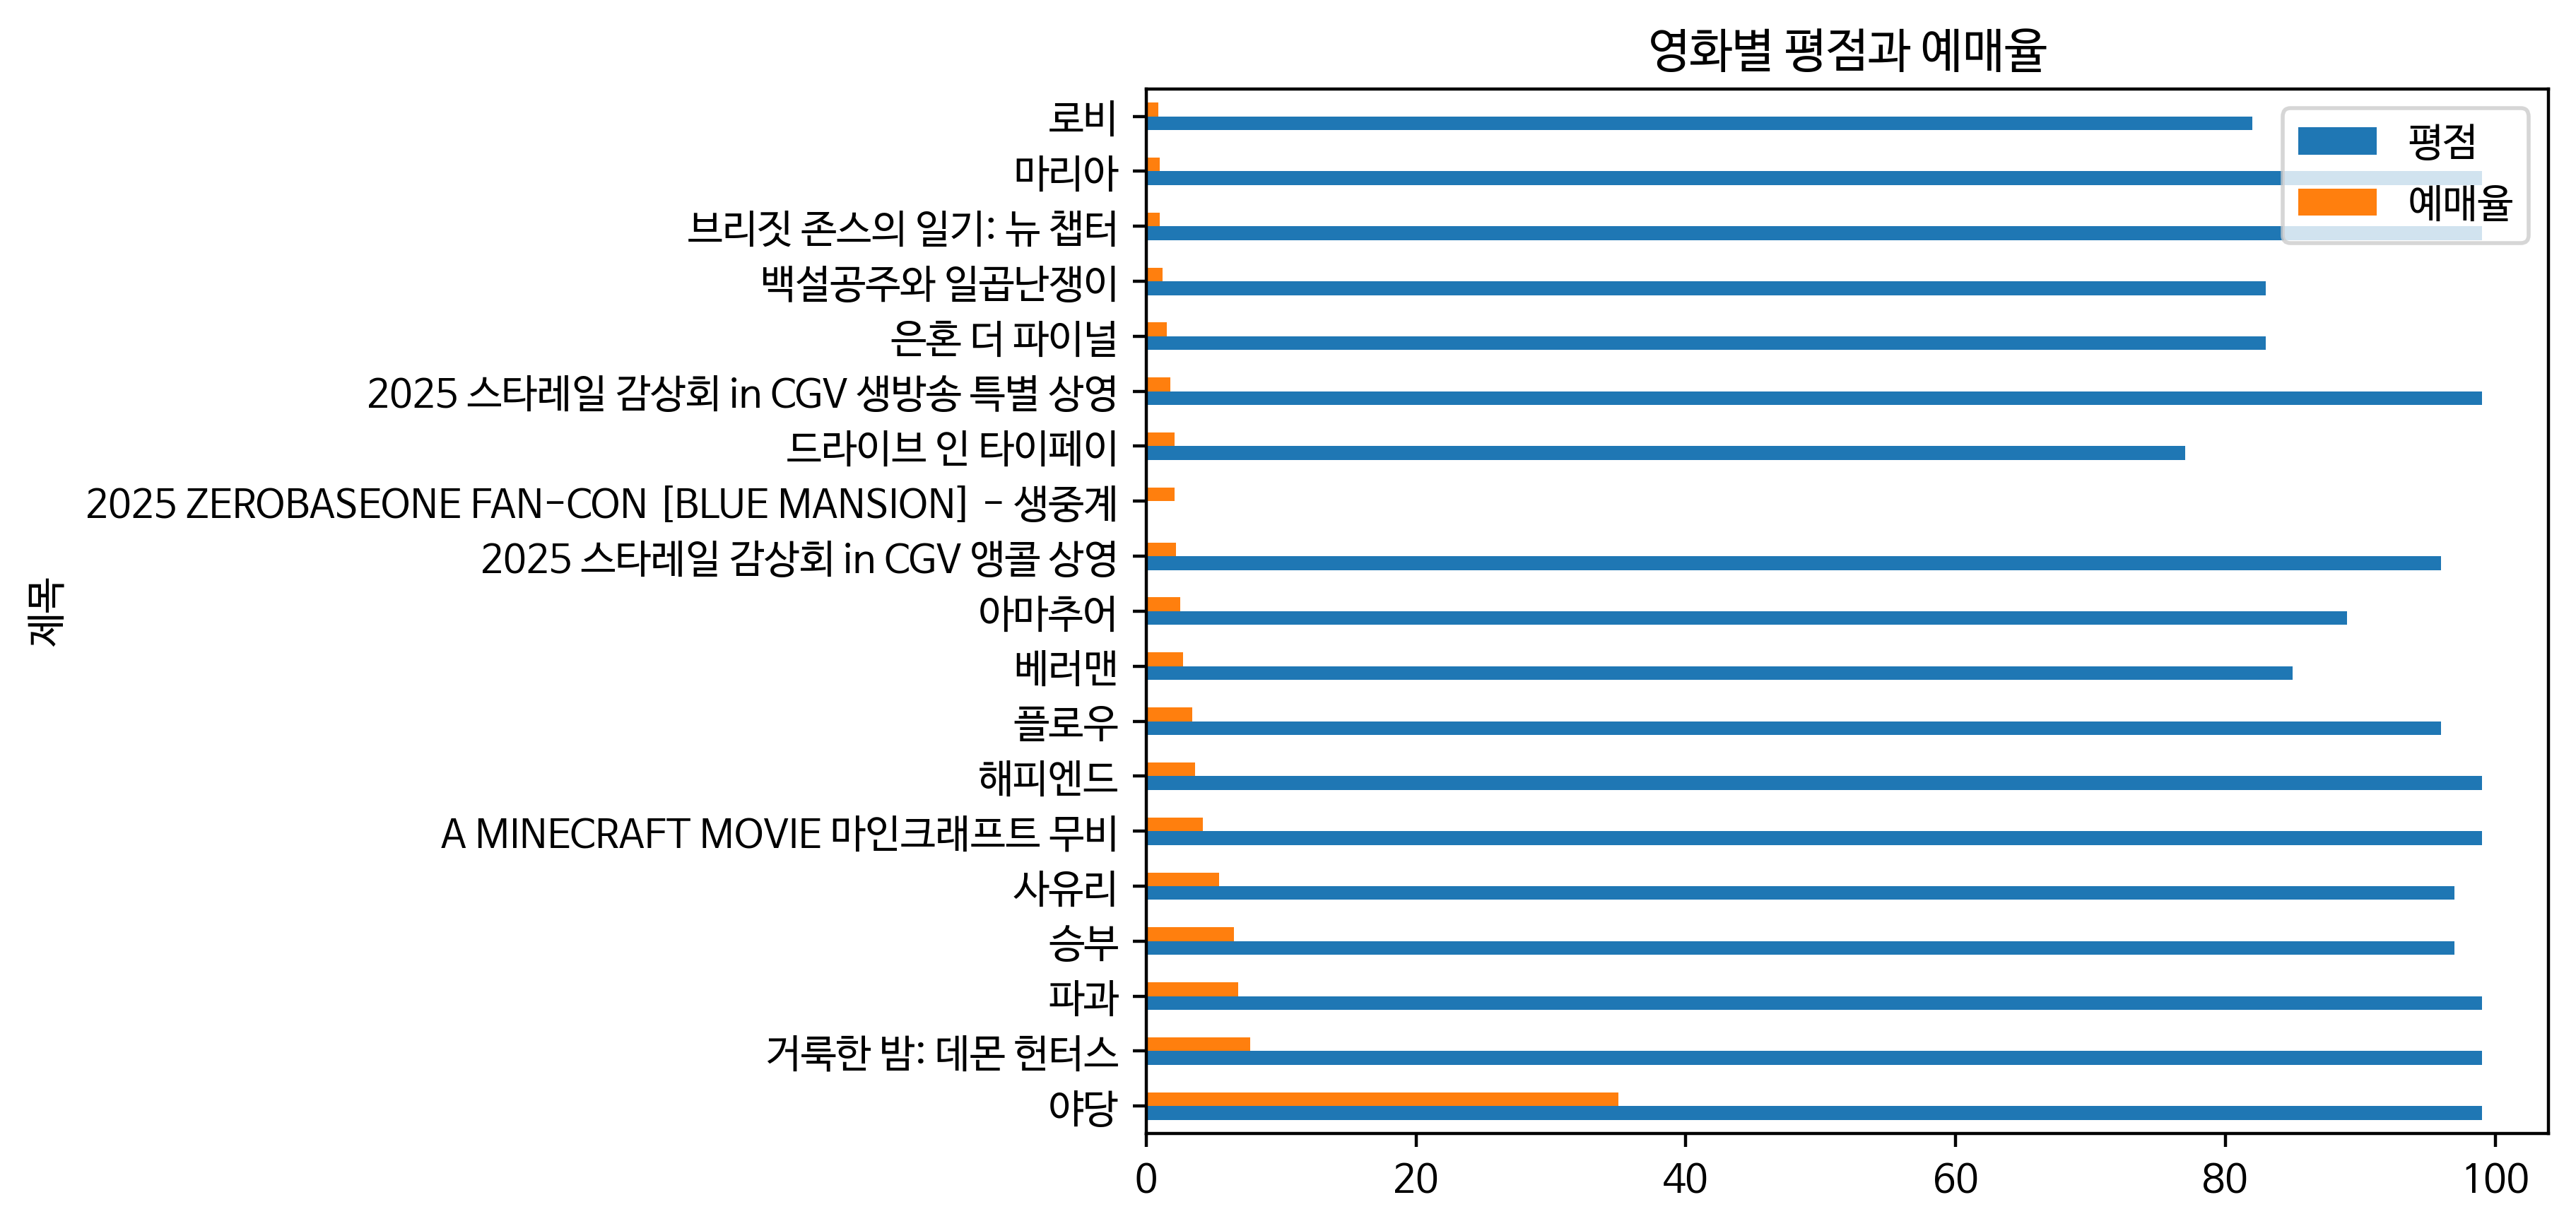 영화별 평점과 예매율
평점
예매율
로비
마리아
브리짓 존스의 일기: 뉴 챕터
백설공주와 일곱난쟁이
은혼 더 파이널
2025 스타레일 감상회 in CGV 생방송 특별 상영
드라이브 인 타이페이
2025 ZEROBASEONE FAN-CON [BLUE MANSION] - 생중계
2025 스타레일 감상회 in CGV 앵콜 상영
아마추어
베러맨
플로우
해피엔드
A MINECRAFT MOVIE 마인크래프트 무비
사유리
승부
파과
거룩한 밤: 데몬 헌터스
야당
제목
0 20 40 60 80 100